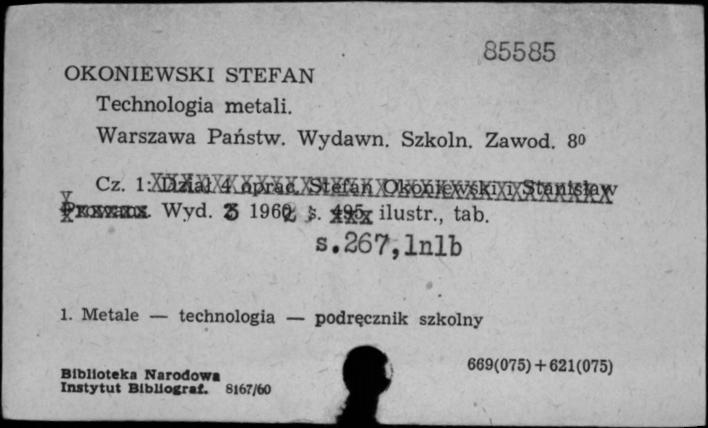 85585
OKONIEWSKI STEFAN
Technologia metali.
Warszawa Państw. Wydawn. Szkoln. Zawod. 8⁰
Cz. 1: Dział 4 oprac. Stefan Okoniewski i Stanisław
Wyd. 3 1962 s. 495 ilustr., tab.
s.267,1nlb
1. Metale — technologia — podręcznik szkolny
669(075) + 621(075)
Biblioteka Narodowa
Instytut Bibliograf. 8167/60